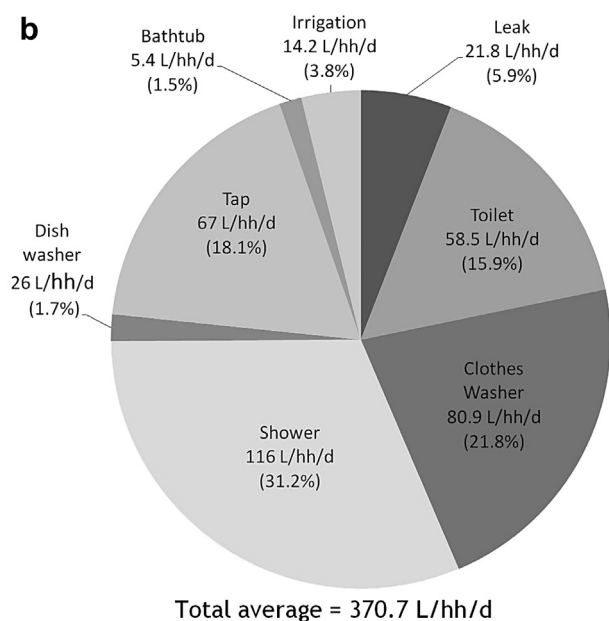 b
Irrigation
14.2 L/hh/d
(3.8%)
Leak
21.8 L/hh/d
(5.9%)
Bathtub
5.4 L/hh/d
(1.5%)
Toilet
58.5 L/hh/d
(15.9%)
Tap
67 L/hh/d
(18.1%)
Dish
washer
26 L/hh/d
(1.7%)
Clothes
Washer
80.9 L/hh/d
(21.8%)
Shower
116 L/hh/d
(31.2%)
Total average = 370.7 L/hh/d